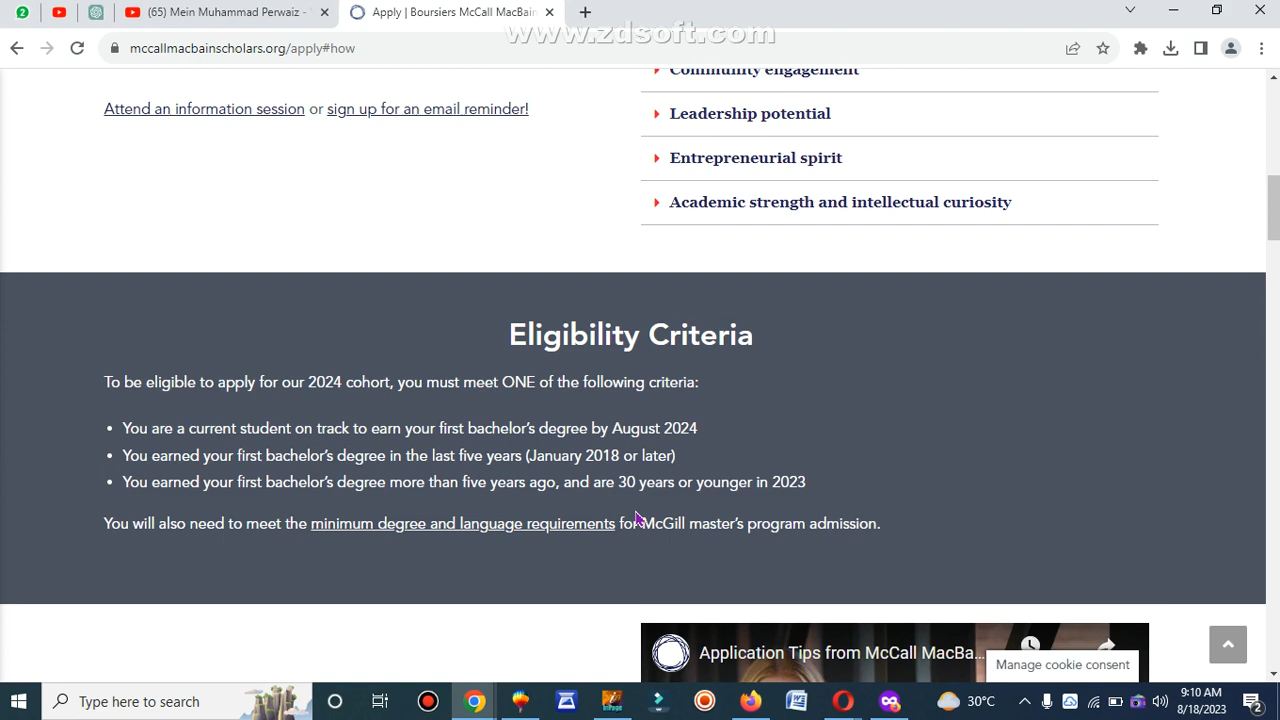 2
(65) Mein Muhammad Perwaiz -
Apply | Boursiers McCall MacBain
mccallmacbainscholars.org/apply#how
www.zdsoft.com
Community engagement
Attend an information session or sign up for an email reminder!
Leadership potential
Entrepreneurial spirit
Academic strength and intellectual curiosity
Eligibility Criteria
To be eligible to apply for our 2024 cohort, you must meet ONE of the following criteria:
• You are a current student on track to earn your first bachelor's degree by August 2024
• You earned your first bachelor's degree in the last five years (January 2018 or later)
• You earned your first bachelor's degree more than five years ago, and are 30 years or younger in 2023
You will also need to meet the minimum degree and language requirements for McGill master's program admission.
Application Tips from McCall MacBa...
Manage cookie consent
Type here to search
30°C
9:10 AM
8/18/2023
2